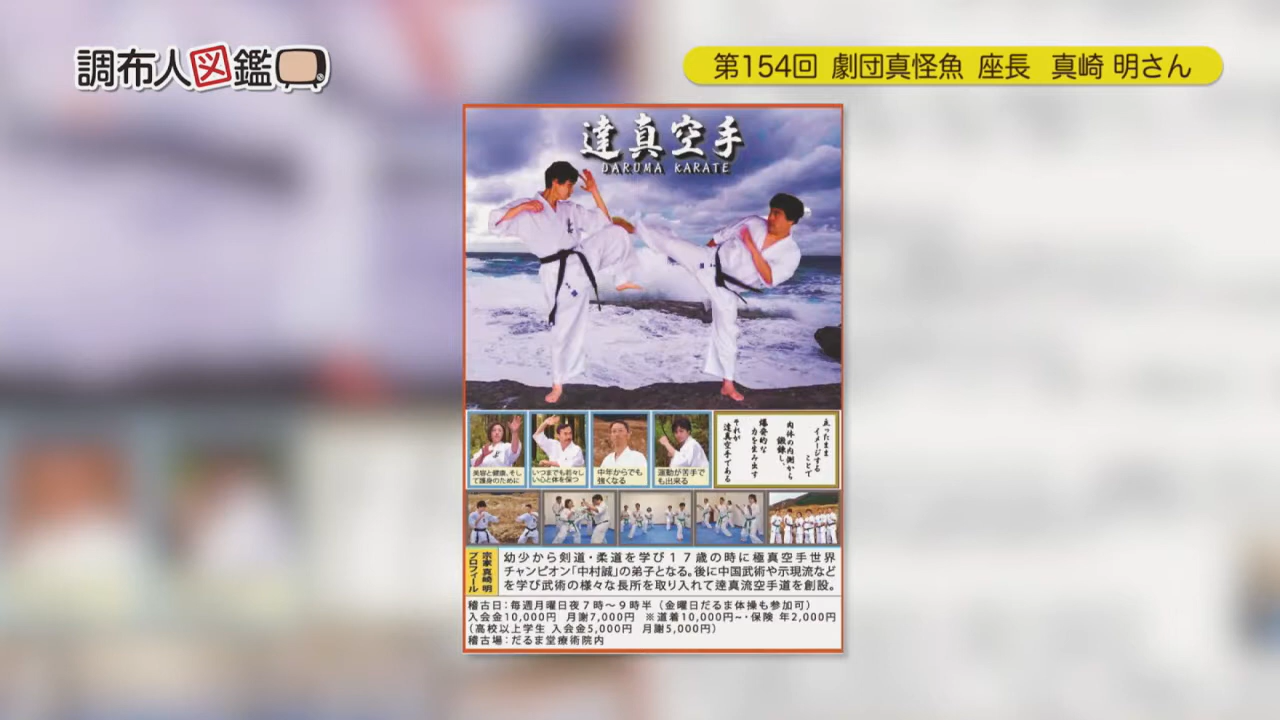 調布人図鑑
第154回 劇団真怪魚 座長 真崎 明さん
達真空手
DARUMA KARATE
美容と健康、そし
て護身のために
いつまでも若々し
い心と体を保つ
中年からでも
強くなる
運動が苦手で
も出来る
立ったまま
イメージする
ことで
肉体の内側から
鍛錬し、
爆発的な
力を生み出す
それが
達真空手である
宗家 真崎 明
プロフィール
幼少から剣道・柔道を学び17歳の時に極真空手世界
チャンピオン「中村誠」の弟子となる。後に中国武術や示現流など
を学び武術の様々な長所を取り入れて達真流空手道を創設。
稽古日：毎週月曜日夜7時～9時半（金曜日だるま体操も参加可）
入会金10,000円 月謝7,000円 ※道着10,000円~・保険 年2,000円
（高校以上学生 入会金5,000円 月謝5,000円）
稽古場：だるま堂療術院内